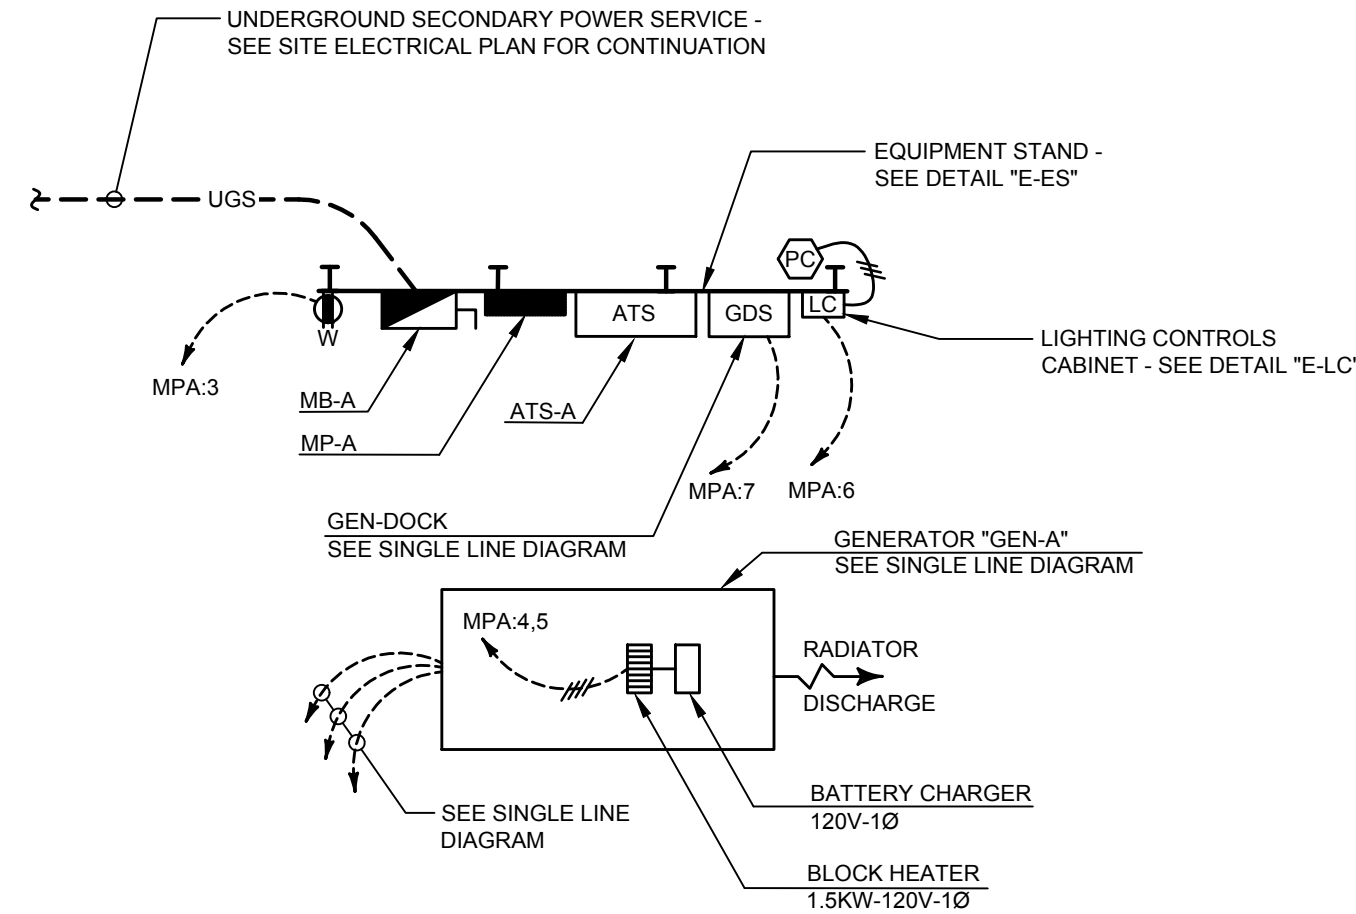 UNDERGROUND SECONDARY POWER SERVICE -
SEE SITE ELECTRICAL PLAN FOR CONTINUATION
EQUIPMENT STAND -
SEE DETAIL "E-ES"
UGS
PC
ATS
GDS
LC
W
LIGHTING CONTROLS
CABINET - SEE DETAIL "E-LC"
MPA:3
MB-A
ATS-A
MP-A
MPA:7
MPA:6
GEN-DOCK
SEE SINGLE LINE DIAGRAM
GENERATOR "GEN-A"
SEE SINGLE LINE DIAGRAM
MPA:4,5
RADIATOR
DISCHARGE
SEE SINGLE LINE
DIAGRAM
BATTERY CHARGER
120V-1Ø
BLOCK HEATER
1.5KW-120V-1Ø